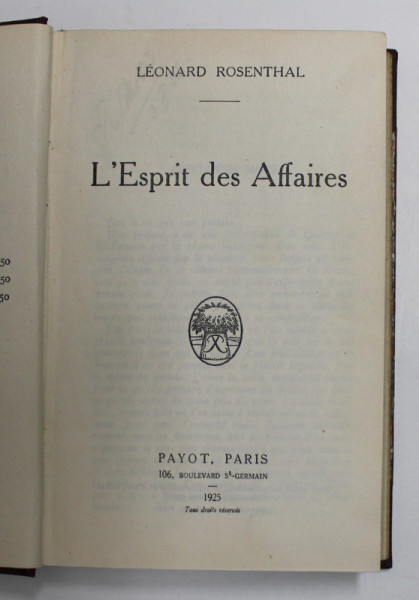 LÉONARD ROSENTHAL
L'Esprit des Affaires
PAYOT, PARIS
106, BOULEVARD St-GERMAIN
1925
Tous droits réservés
50
50
50